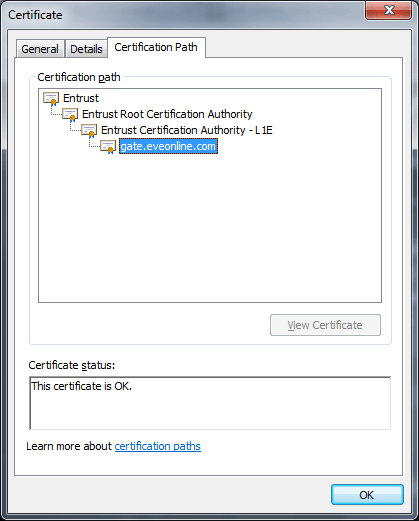 Certificate
General Details Certification Path
Certification path
Entrust
Entrust Root Certification Authority
Entrust Certification Authority - L1E
gate.eveonline.com
View Certificate
Certificate status:
This certificate is OK.
Learn more about certification paths
OK